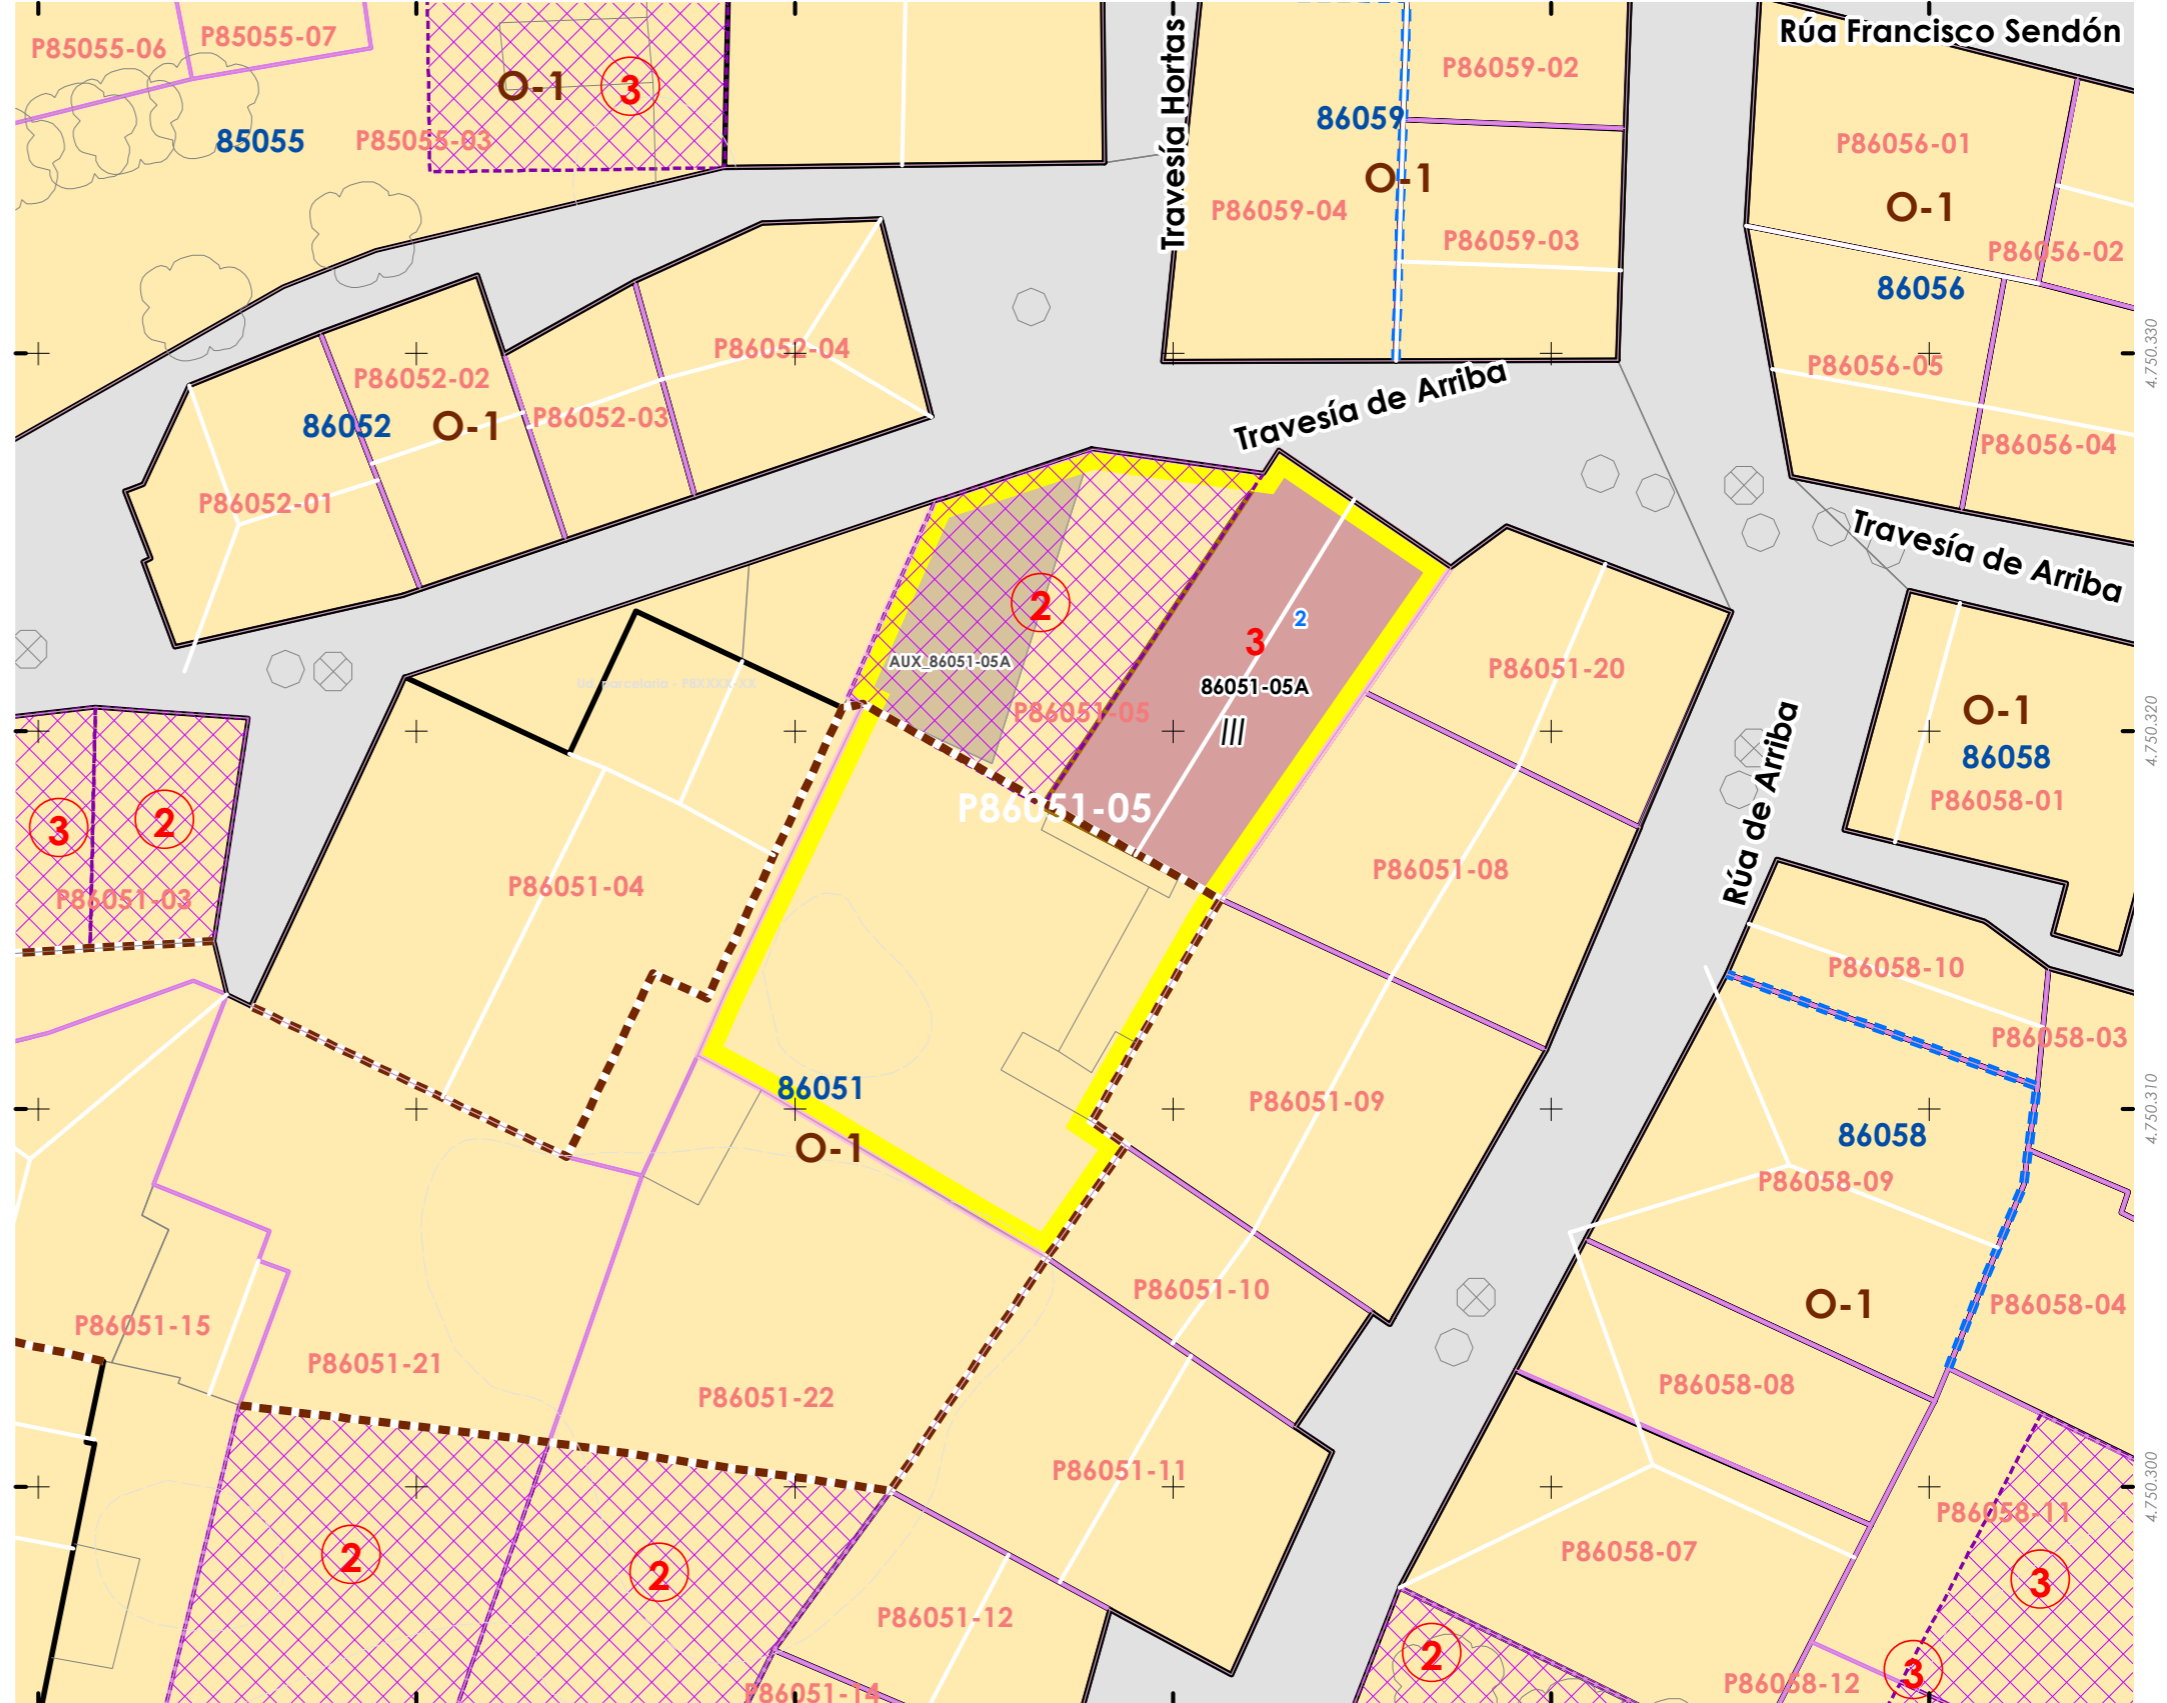 Rúa Francisco Sendón
P85055-06
P85055-07
O-1
3
85055
P85055-03
Travesía Hortas
P86059-02
86059
O-1
P86059-04
P86059-03
P86056-01
O-1
P86056-02
86056
P86056-05
P86056-04
4.750.330
P86052-04
P86052-02
P86052-03
86052
O-1
P86052-01
Travesía de Arriba
Travesía de Arriba
2
3
2
AUX_86051-05A
86051-05A
P86051-05
III
P86051-05
P86051-20
Rúa de Arriba
O-1
86058
P86058-01
4.750.320
3
2
P86051-03
P86051-04
P86051-08
P86058-10
P86058-03
86051
O-1
P86051-09
86058
P86058-09
4.750.310
P86051-10
O-1
P86058-04
P86051-15
P86051-21
P86051-22
P86058-08
P86051-11
P86058-11
4.750.300
2
2
P86058-07
3
P86051-12
2
3
P86058-12
P86051-14